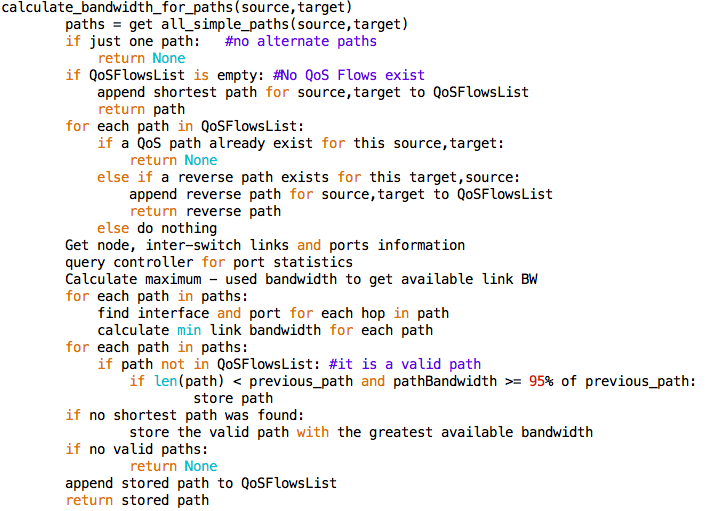 calculate_bandwidth_for_paths(source,target)
paths = get all_simple_paths(source,target)
if just one path:   #no alternate paths
return None
if QoSFlowsList is empty: #No QoS Flows exist
append shortest path for source,target to QoSFlowsList
return path
for each path in QoSFlowsList:
if a QoS path already exist for this source,target:
return None
else if a reverse path exists for this target,source:
append reverse path for source,target to QoSFlowsList
return reverse path
else do nothing
Get node, inter-switch links and ports information
query controller for port statistics
Calculate maximum - used bandwidth to get available link BW
for each path in paths:
find interface and port for each hop in path
calculate min link bandwidth for each path
for each path in paths:
if path not in QoSFlowsList: #it is a valid path
if len(path) < previous_path and pathBandwidth >= 95% of previous_path:
store path
if no shortest path was found:
store the valid path with the greatest available bandwidth
if no valid paths:
return None
append stored path to QoSFlowsList
return stored path